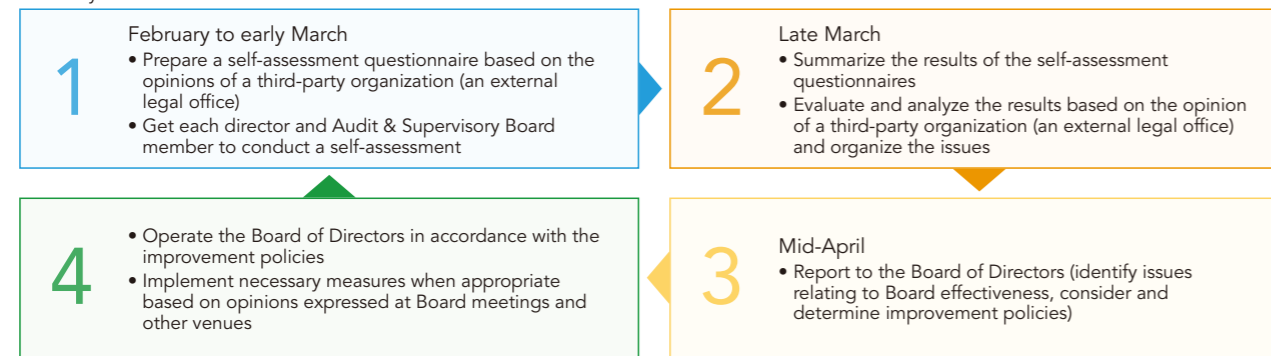 1
February to early March
• Prepare a self-assessment questionnaire based on the
opinions of a third-party organization (an external
legal office)
• Get each director and Audit & Supervisory Board
member to conduct a self-assessment
2
Late March
• Summarize the results of the self-assessment
questionnaires
• Evaluate and analyze the results based on the opinion
of a third-party organization (an external legal office)
and organize the issues
3
Mid-April
• Report to the Board of Directors (identify issues
relating to Board effectiveness, consider and
determine improvement policies)
4
• Operate the Board of Directors in accordance with the
improvement policies
• Implement necessary measures when appropriate
based on opinions expressed at Board meetings and
other venues